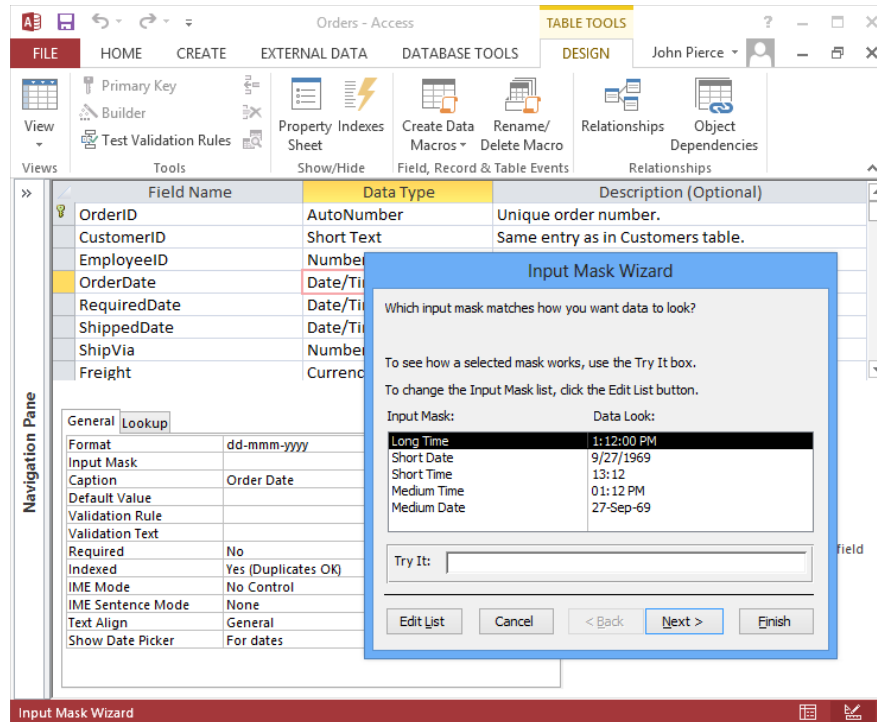 Orders - Access
TABLE TOOLS
?
FILE HOME CREATE EXTERNAL DATA DATABASE TOOLS DESIGN John Pierce
View
Primary Key
Builder
Test Validation Rules
Property Sheet
Indexes
Create Data Macros
Rename/ Delete Macro
Relationships
Object Dependencies
Views Tools Show/Hide Field, Record & Table Events Relationships
Field Name Data Type Description (Optional)
OrderID AutoNumber Unique order number.
CustomerID Short Text Same entry as in Customers table.
EmployeeID Number
OrderDate Date/Ti
RequiredDate Date/Ti
ShippedDate Date/Ti
ShipVia Number
Freight Currenc
Navigation Pane
General Lookup
Format dd-mmm-yyyy
Input Mask
Caption Order Date
Default Value
Validation Rule
Validation Text
Required No
Indexed Yes (Duplicates OK)
IME Mode No Control
IME Sentence Mode None
Text Align General
Show Date Picker For dates
field
Input Mask Wizard
Which input mask matches how you want data to look?
To see how a selected mask works, use the Try It box.
To change the Input Mask list, click the Edit List button.
Input Mask: Data Look:
Long Time 1:12:00 PM
Short Date 9/27/1969
Short Time 13:12
Medium Time 01:12 PM
Medium Date 27-Sep-69
Try It:
Edit List Cancel < Back Next > Finish
Input Mask Wizard